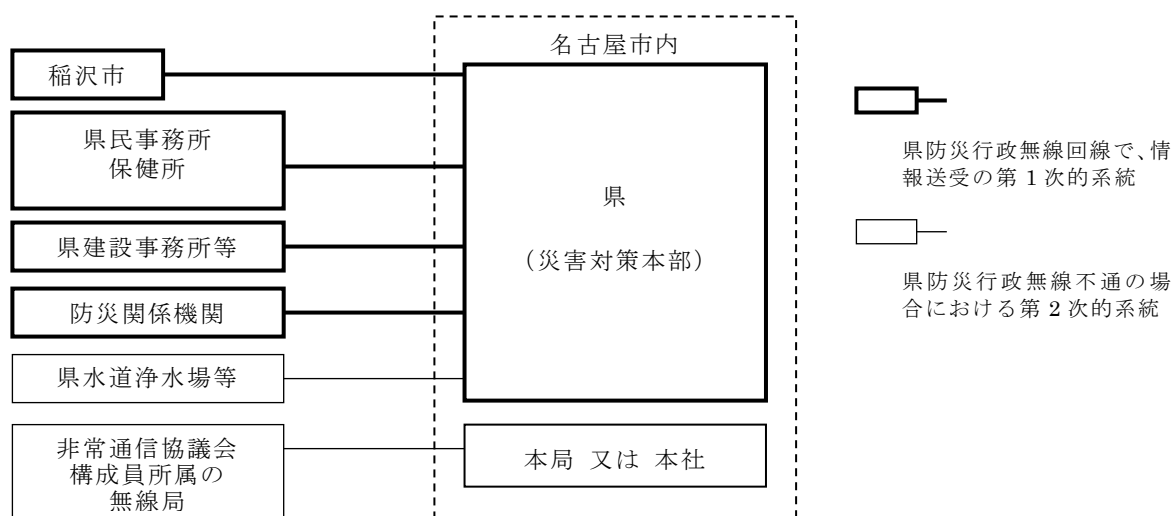 名古屋市内
稲沢市
県民事務所
保健所
県建設事務所等
防災関係機関
県水道浄水場等
非常通信協議会
構成員所属の
無線局
県
(災害対策本部)
本局 又は 本社
県防災行政無線回線で、情
報送受の第1次的系統
県防災行政無線不通の場
合における第2次的系統